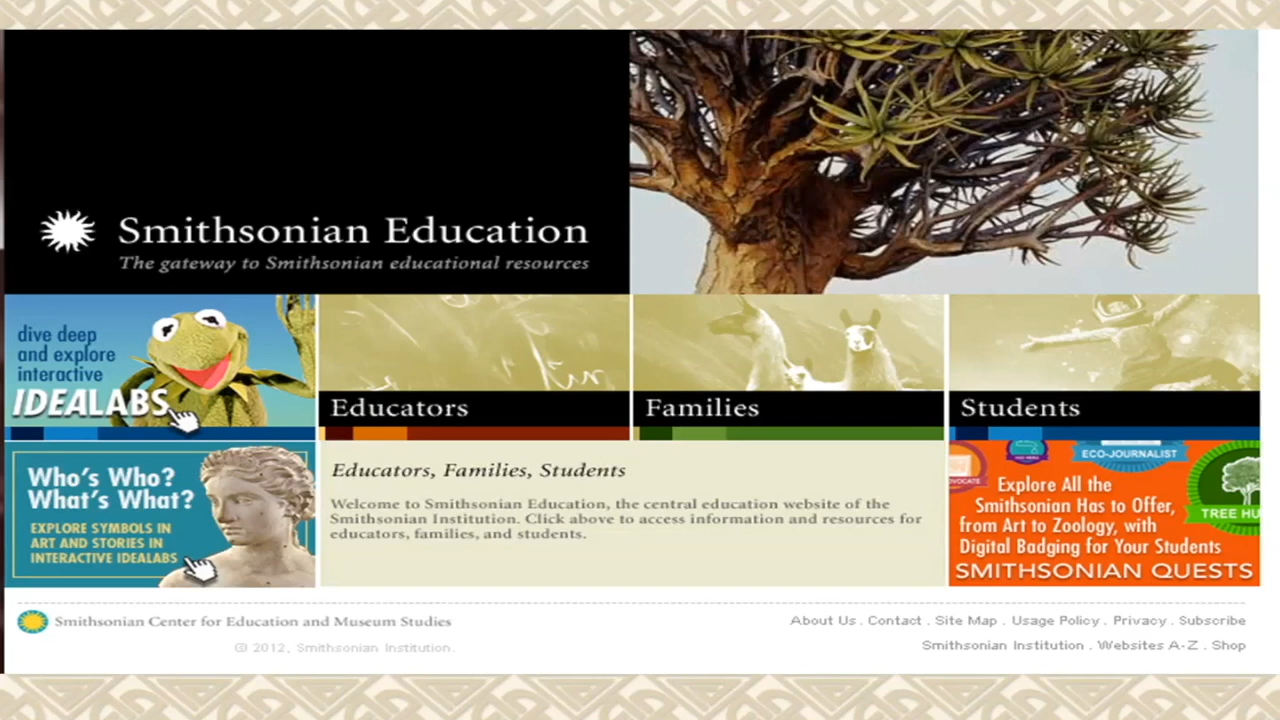 Smithsonian Education
The gateway to Smithsonian educational resources
dive deep
and explore
interactive
IDEALABS
Educators
Families
Students
Who's Who?
What's What?
EXPLORE SYMBOLS IN
ART AND STORIES IN
INTERACTIVE IDEALABS
Educators, Families, Students
Welcome to Smithsonian Education, the central education website of the
Smithsonian Institution. Click above to access information and resources for
educators, families, and students.
ECO-JOURNALIST
TREE HU
Explore All the
Smithsonian Has to Offer,
from Art to Zoology, with
Digital Badging for Your Students
SMITHSONIAN QUESTS
Smithsonian Center for Education and Museum Studies
© 2012, Smithsonian Institution.
About Us . Contact . Site Map . Usage Policy . Privacy . Subscribe
Smithsonian Institution . Websites A-Z . Shop